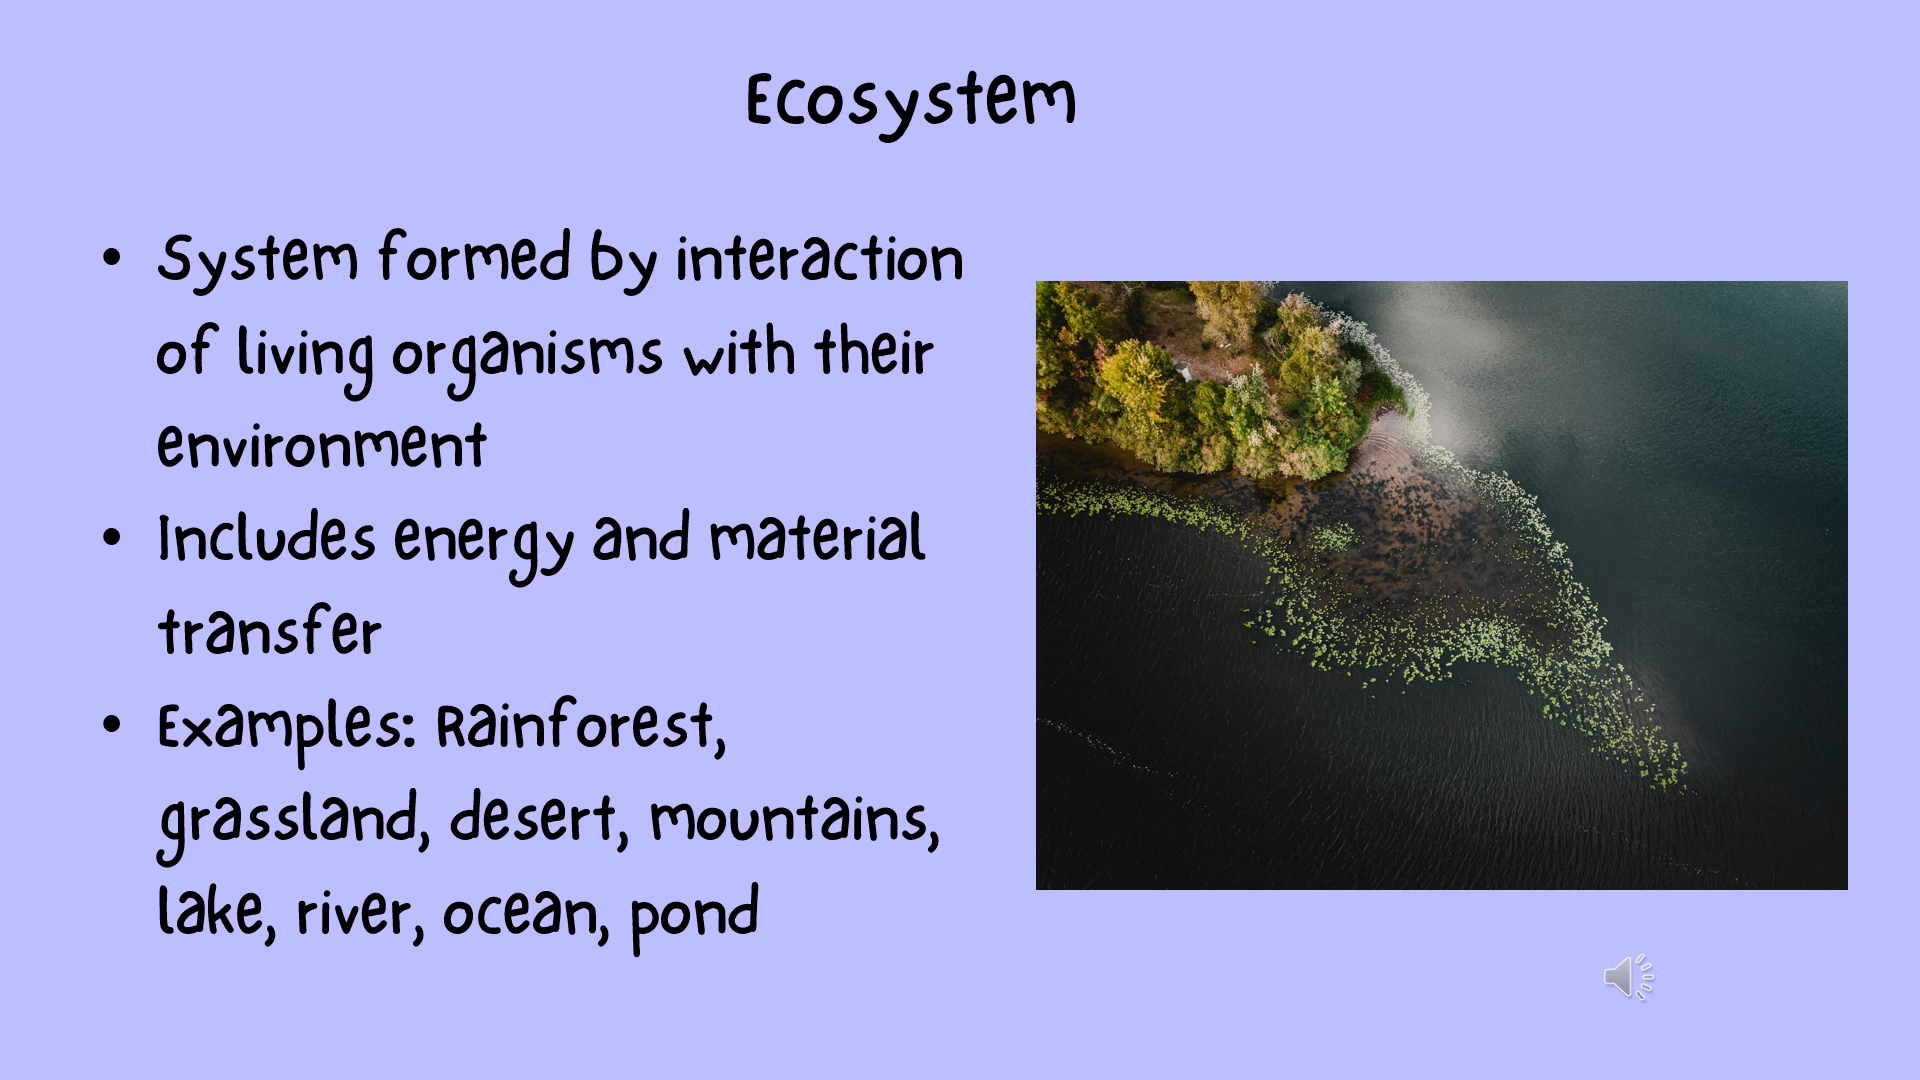 Ecosystem
• System formed by interaction
of living organisms with their
environment
• Includes energy and material
transfer
• Examples: Rainforest,
grassland, desert, mountains,
lake, river, ocean, pond